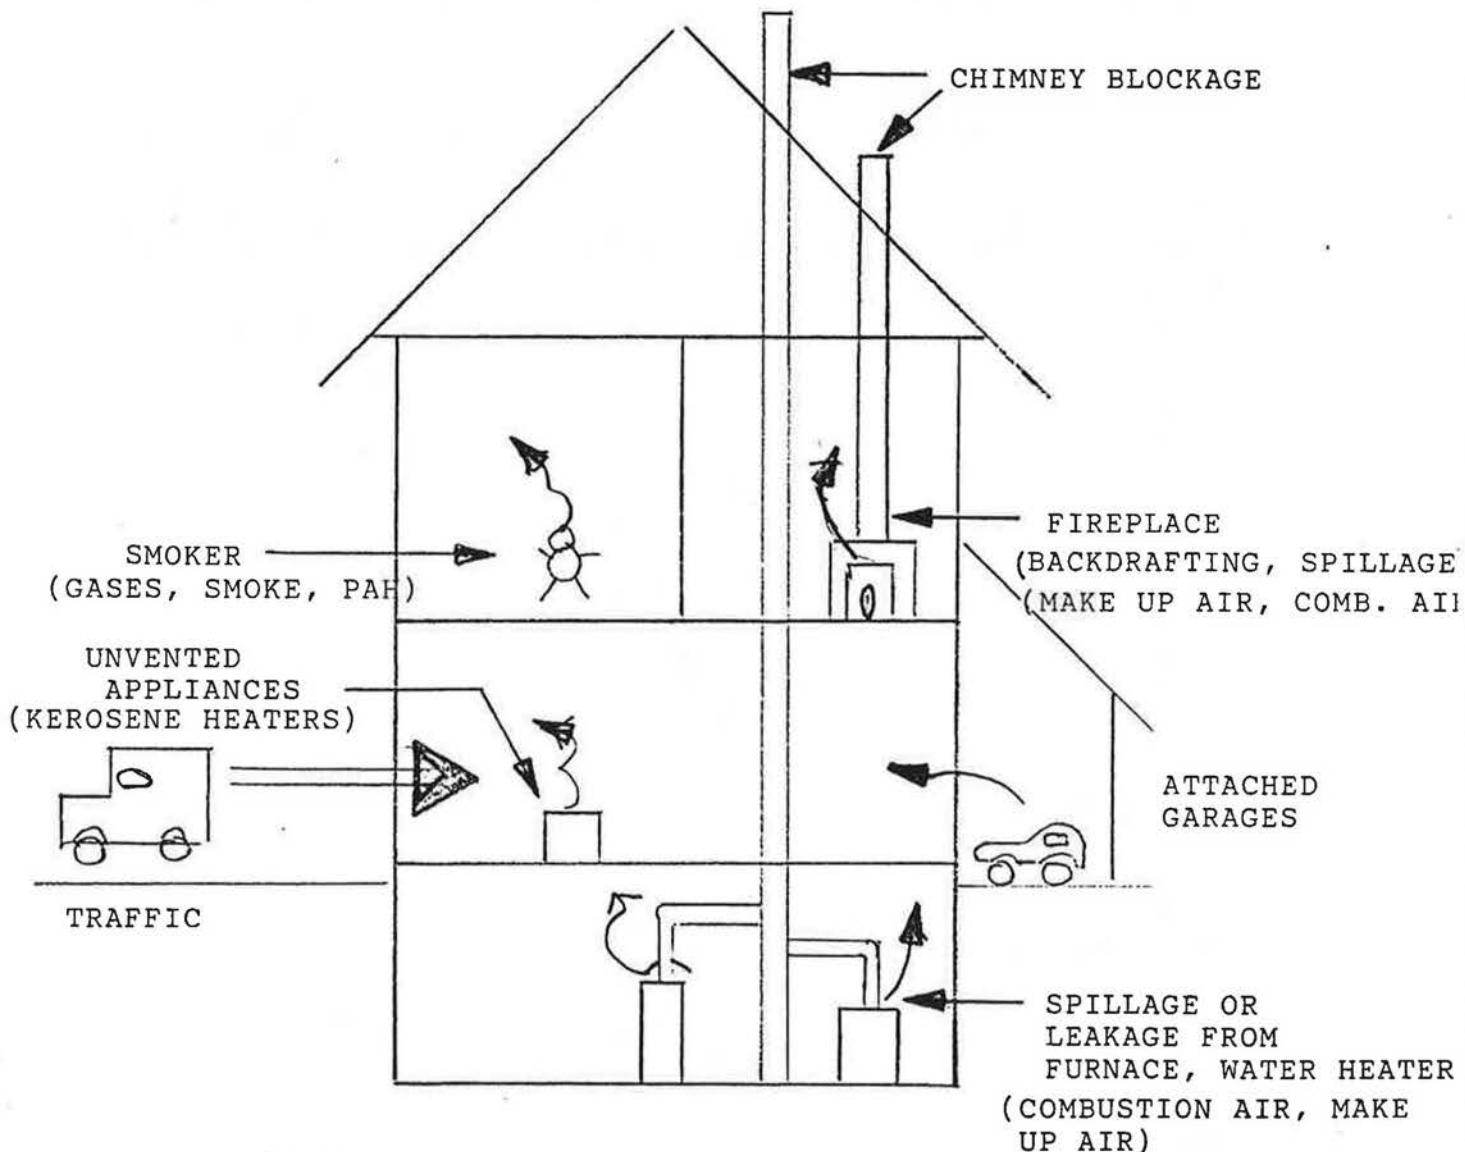 CHIMNEY BLOCKAGE
FIREPLACE
(BACKDRAFTING, SPILLAGE
(MAKE UP AIR, COMB. AI
SMOKER
(GASES, SMOKE, PAH)
UNVENTED
APPLIANCES
(KEROSENE HEATERS)
ATTACHED
GARAGES
TRAFFIC
SPILLAGE OR
LEAKAGE FROM
FURNACE, WATER HEATER
(COMBUSTION AIR, MAKE
UP AIR)